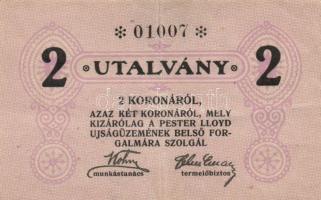 * 01007 *
2 UTALVÁNY 2
2 KORONÁRÓL,
AZAZ KÉT KORONÁRÓL, MELY
KIZÁRÓLAG A PESTER LLOYD
UJSÁGÜZEMÉNEK BELSŐ FOR-
GALMÁRA SZOLGÁL
munkástanács termelőbiztos